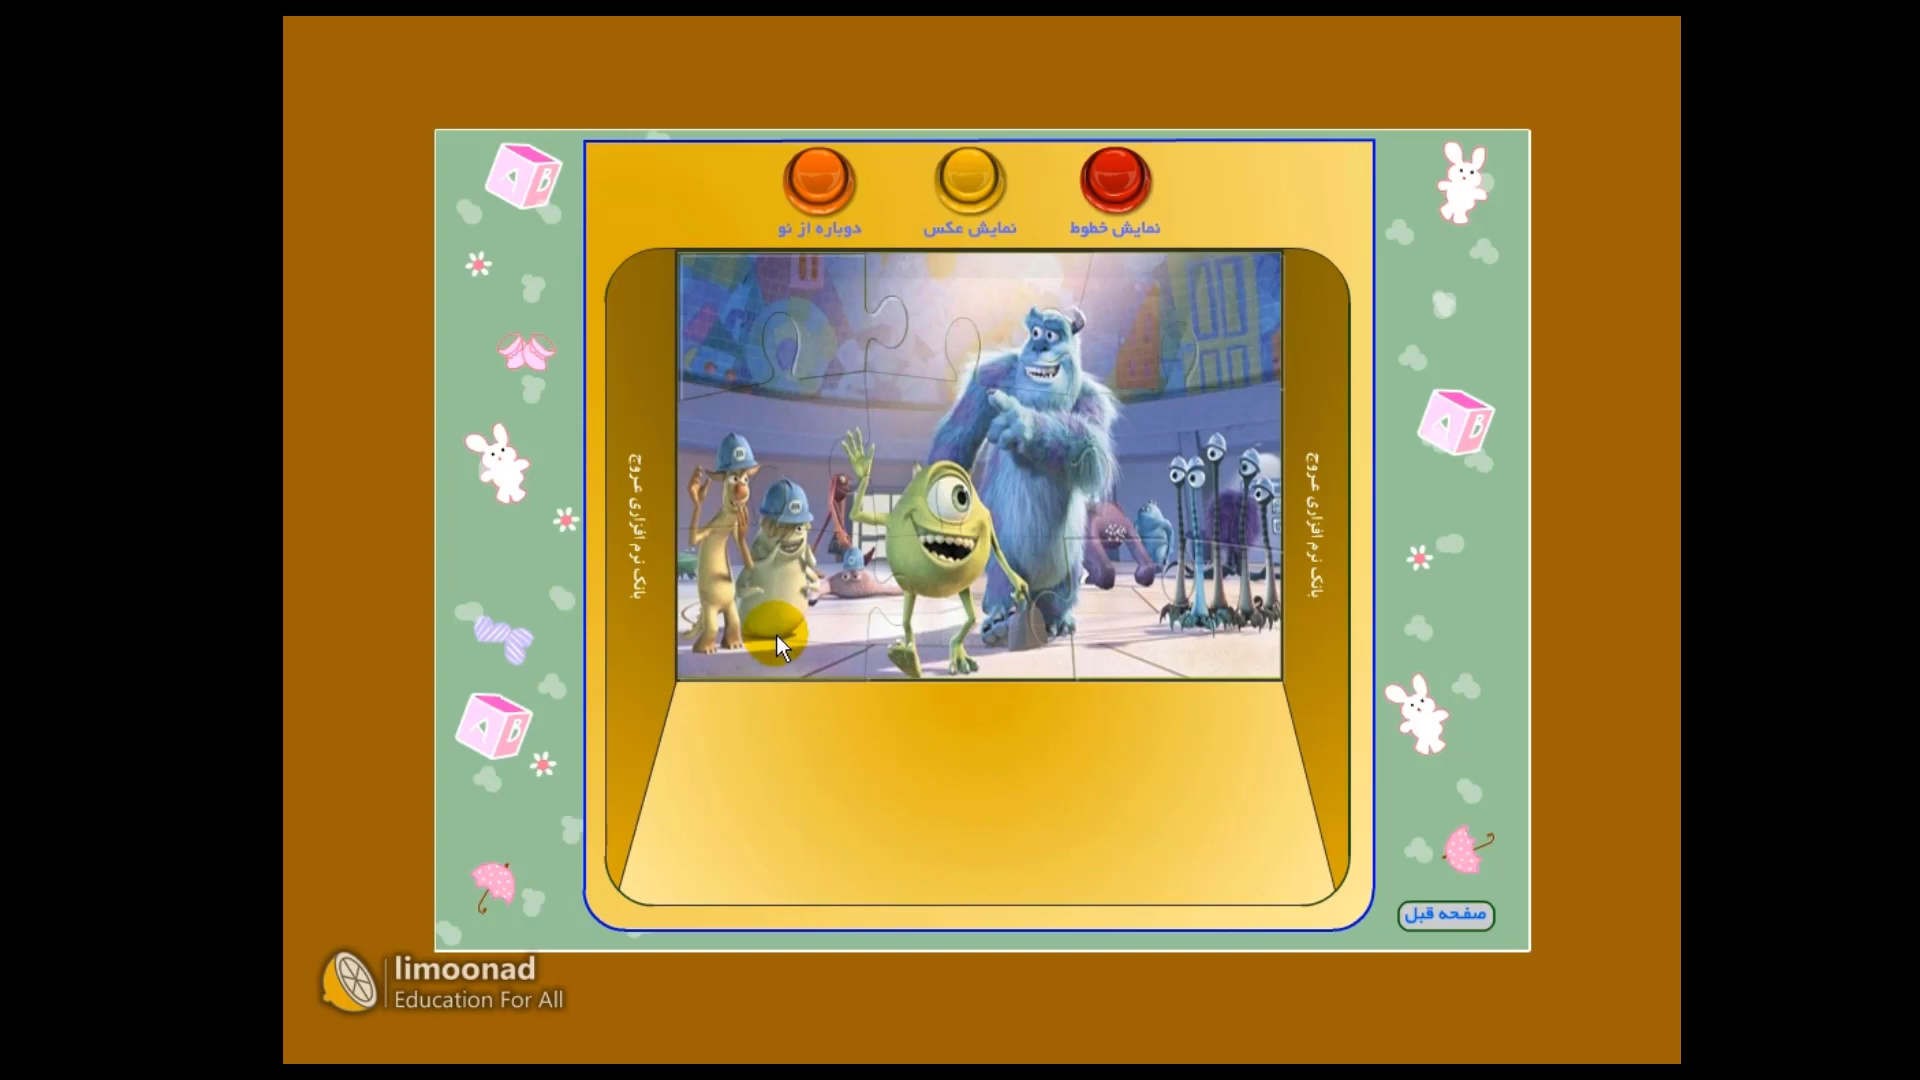 نمایش خطوط
نمایش عکس
دوباره از نو
بانک نرم افزاری عروج
بانک نرم افزاری عروج
A B
A B
A B
صفحه قبل
limoonad
Education For All